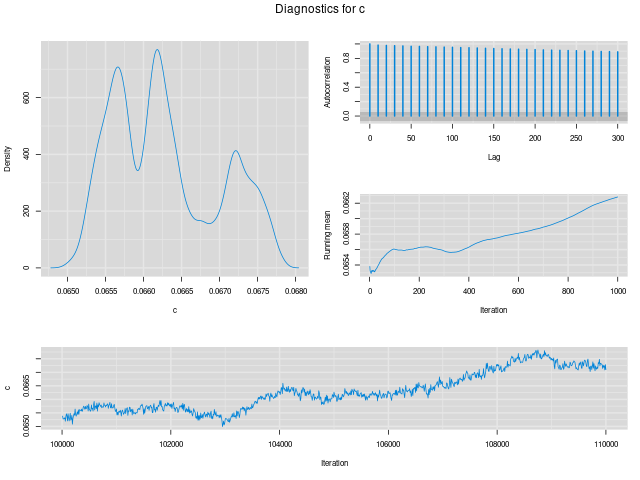 Diagnostics for c
Density
0 200 400 600
0.0650 0.0655 0.0660 0.0665 0.0670 0.0675 0.0680
c
Autocorrelation
0.0 0.4 0.8
0 50 100 150 200 250 300
Lag
Running mean
0.0654 0.0658 0.0662
0 200 400 600 800 1000
Iteration
c
0.0650 0.0665
100000 102000 104000 106000 108000 110000
Iteration